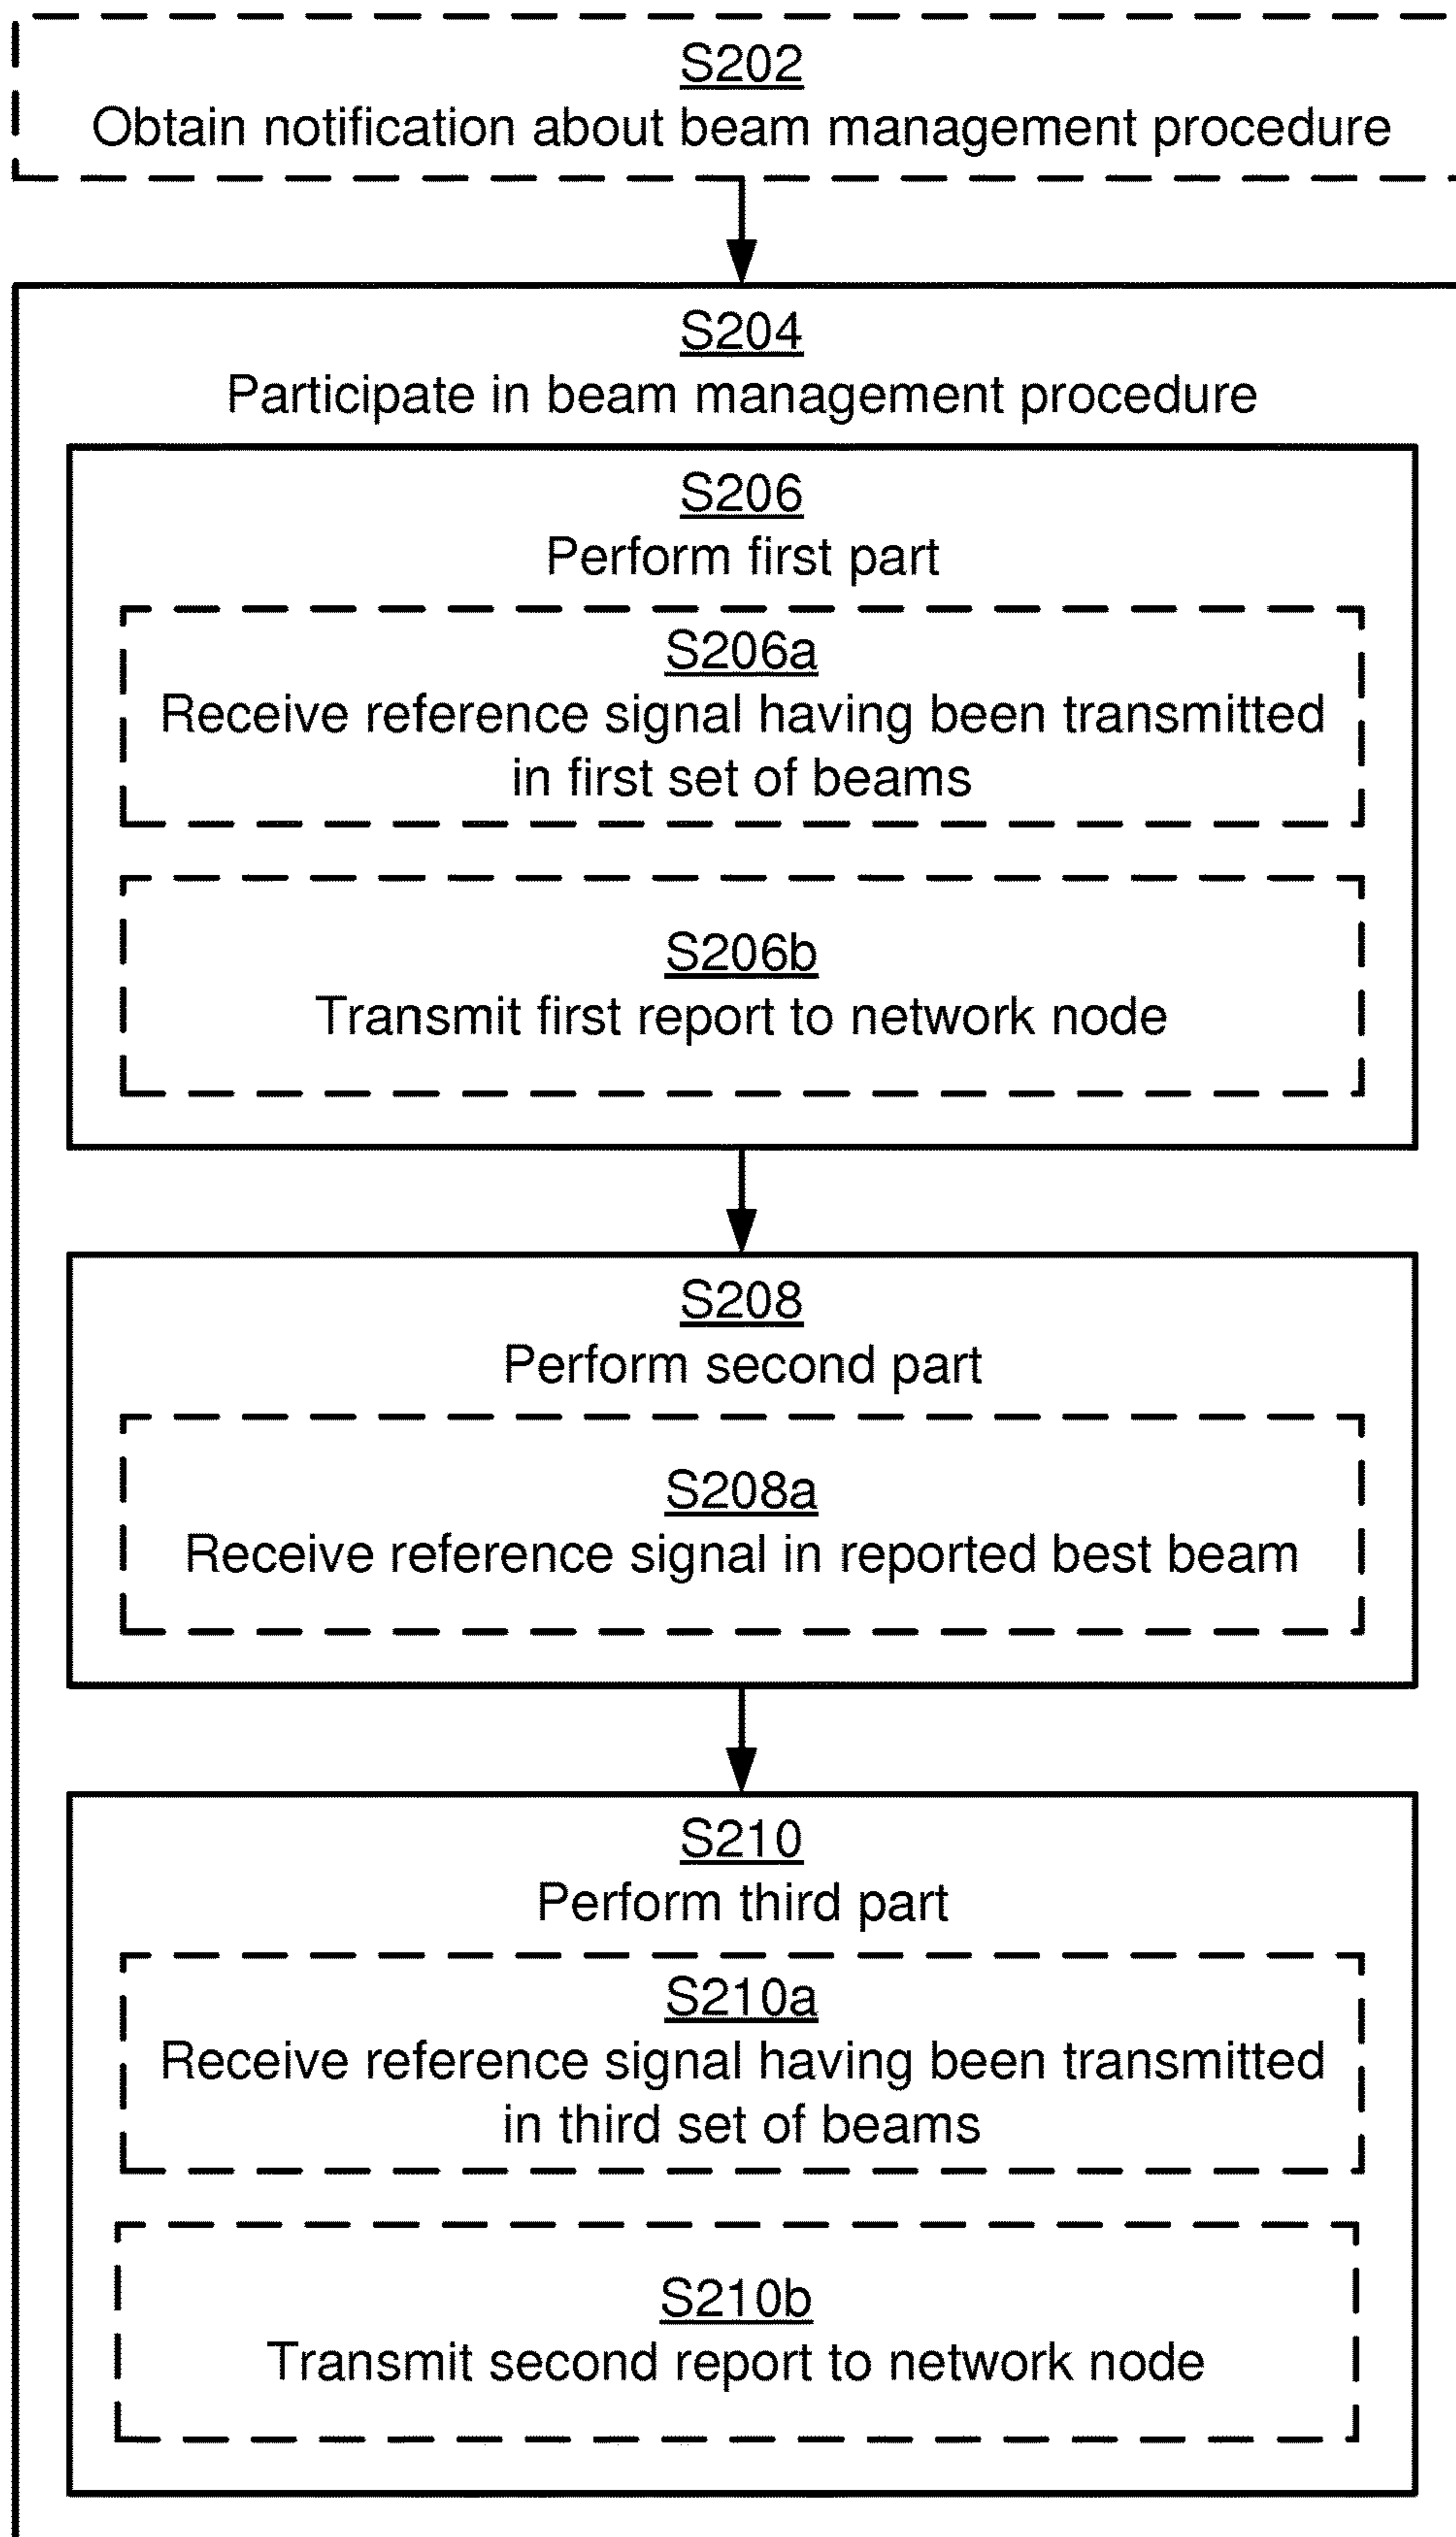 S202
Obtain notification about beam management procedure
S204
Participate in beam management procedure
S206
Perform first part
S206a
Receive reference signal having been transmitted
in first set of beams
S206b
Transmit first report to network node
S208
Perform second part
S208a
Receive reference signal in reported best beam
S210
Perform third part
S210a
Receive reference signal having been transmitted
in third set of beams
S210b
Transmit second report to network node